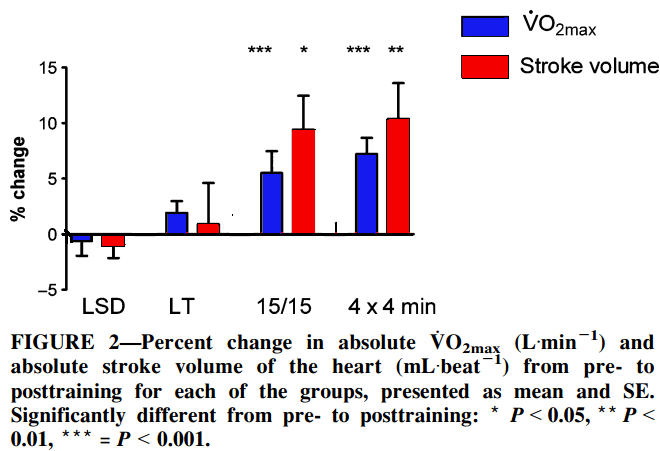 V̇O₂max
Stroke volume
*** * *** **
15
10
5
0
−5
% change
LSD LT 15/15 4 x 4 min
FIGURE 2—Percent change in absolute V̇O₂max (L·min⁻¹) and
absolute stroke volume of the heart (mL·beat⁻¹) from pre- to
posttraining for each of the groups, presented as mean and SE.
Significantly different from pre- to posttraining: * P < 0.05, ** P <
0.01, *** = P < 0.001.